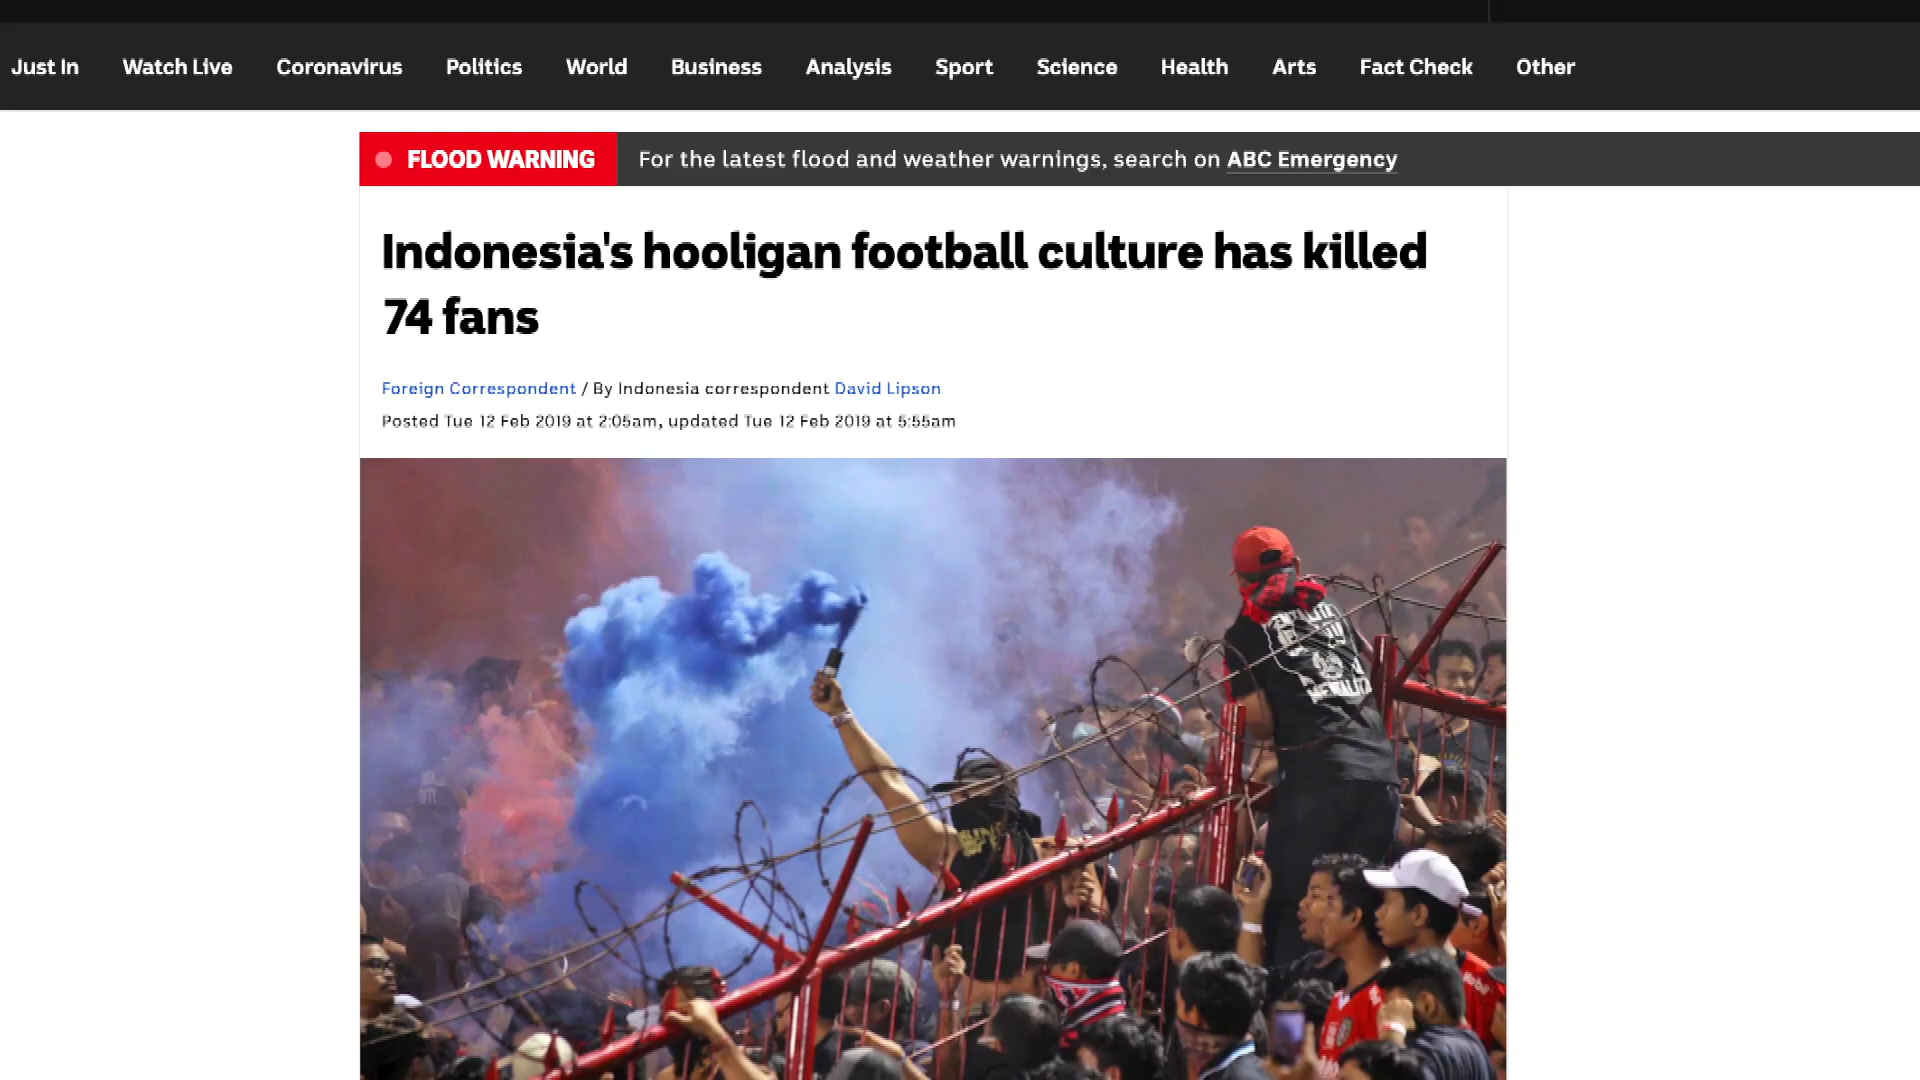 Just In Watch Live Coronavirus Politics World Business Analysis Sport Science Health Arts Fact Check Other
FLOOD WARNING For the latest flood and weather warnings, search on ABC Emergency
Indonesia's hooligan football culture has killed
74 fans
Foreign Correspondent / By Indonesia correspondent David Lipson
Posted Tue 12 Feb 2019 at 2:05am, updated Tue 12 Feb 2019 at 5:55am